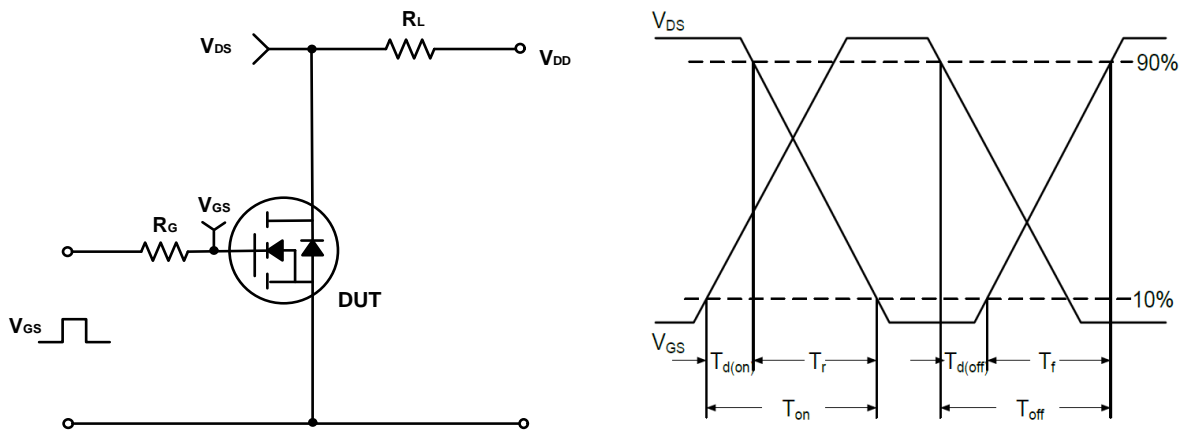 RL
VDS
VDD
VGS
RG
DUT
VGS
VDS
90%
10%
VGS
Td(on)
Tr
Td(off)
Tf
Ton
Toff